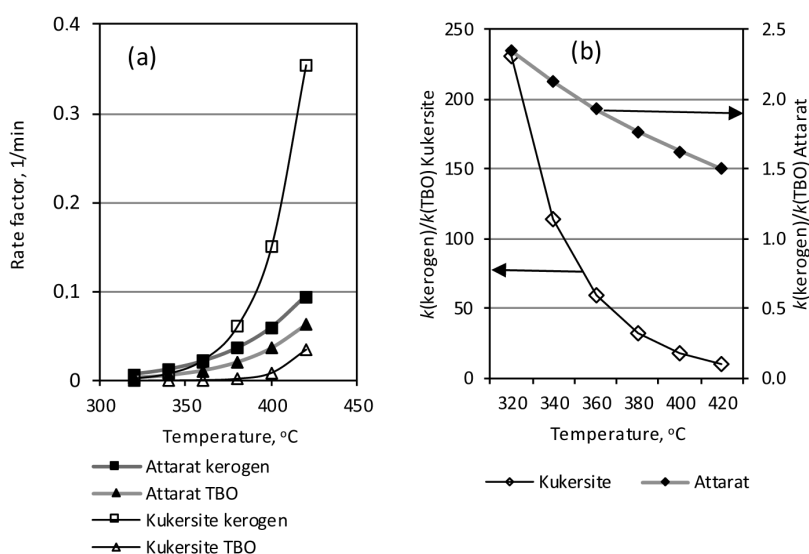 (a)
Rate factor, 1/min
0.4
0.3
0.2
0.1
0
300
350
400
450
Temperature, °C
Attarat kerogen
Attarat TBO
Kukersite kerogen
Kukersite TBO
(b)
k(kerogen)/k(TBO) Kukersite
250
200
150
100
50
0
2.5
2.0
1.5
1.0
0.5
0.0
k(kerogen)/k(TBO) Attarat
320 340 360 380 400 420
Temperature, °C
Kukersite
Attarat